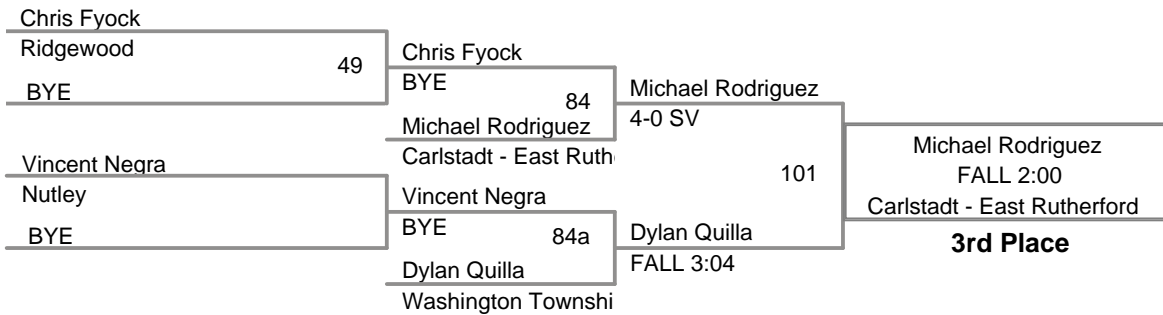 Chris Fyock
Ridgewood
49
BYE
Vincent Negra
Nutley
BYE
Chris Fyock
BYE
84
Michael Rodriguez
Carlstadt - East Ruth
Vincent Negra
BYE
84a
Dylan Quilla
Washington Townshi
Michael Rodriguez
4-0 SV
101
Dylan Quilla
FALL 3:04
Michael Rodriguez
FALL 2:00
Carlstadt - East Rutherford
3rd Place